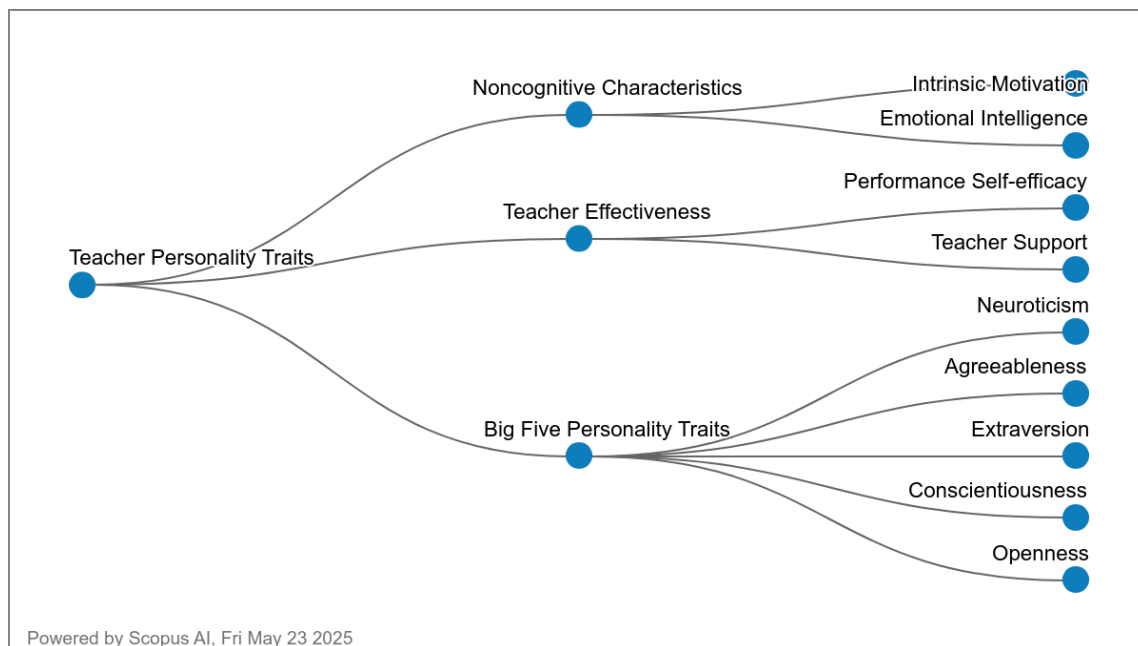 Noncognitive Characteristics
Intrinsic Motivation
Emotional Intelligence
Performance Self-efficacy
Teacher Effectiveness
Teacher Support
Teacher Personality Traits
Neuroticism
Agreeableness
Big Five Personality Traits
Extraversion
Conscientiousness
Openness
Powered by Scopus AI, Fri May 23 2025